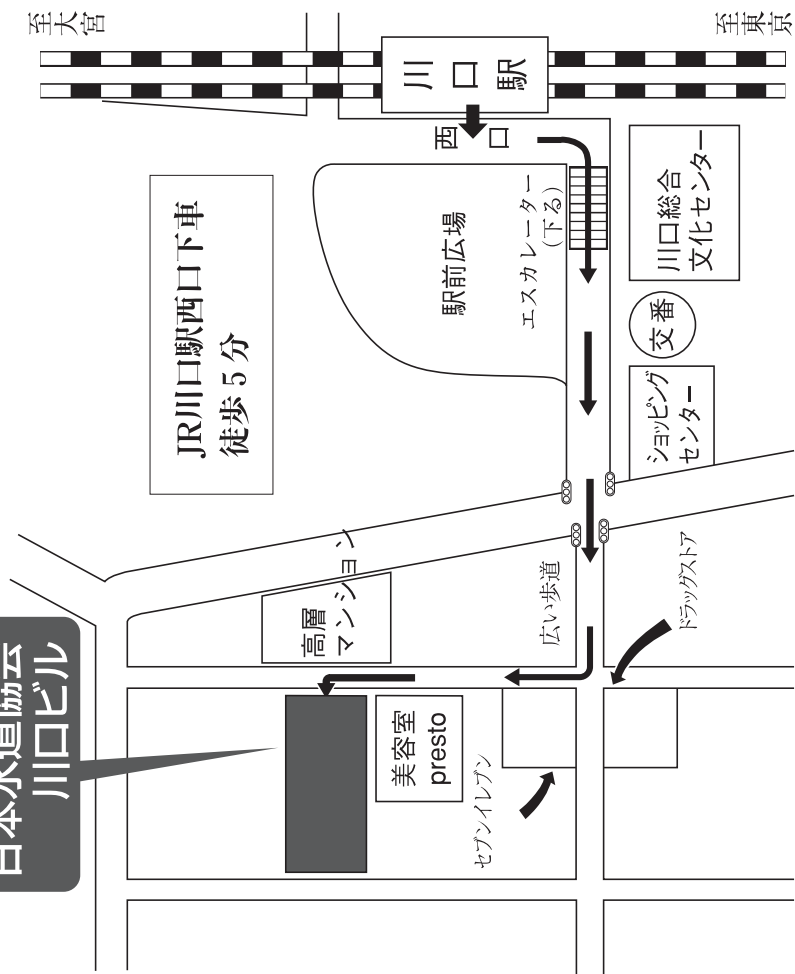 至大宮
至東京
川口駅
西口
JR川口駅西口下車
徒歩5分
駅前広場
エスカレーター
(下る)
川口総合
文化センター
交番
ショッピング
センター
高層
マンション
広い歩道
ドラッグストア
日本水道協会
川口ビル
美容室
presto
セブンイレブン